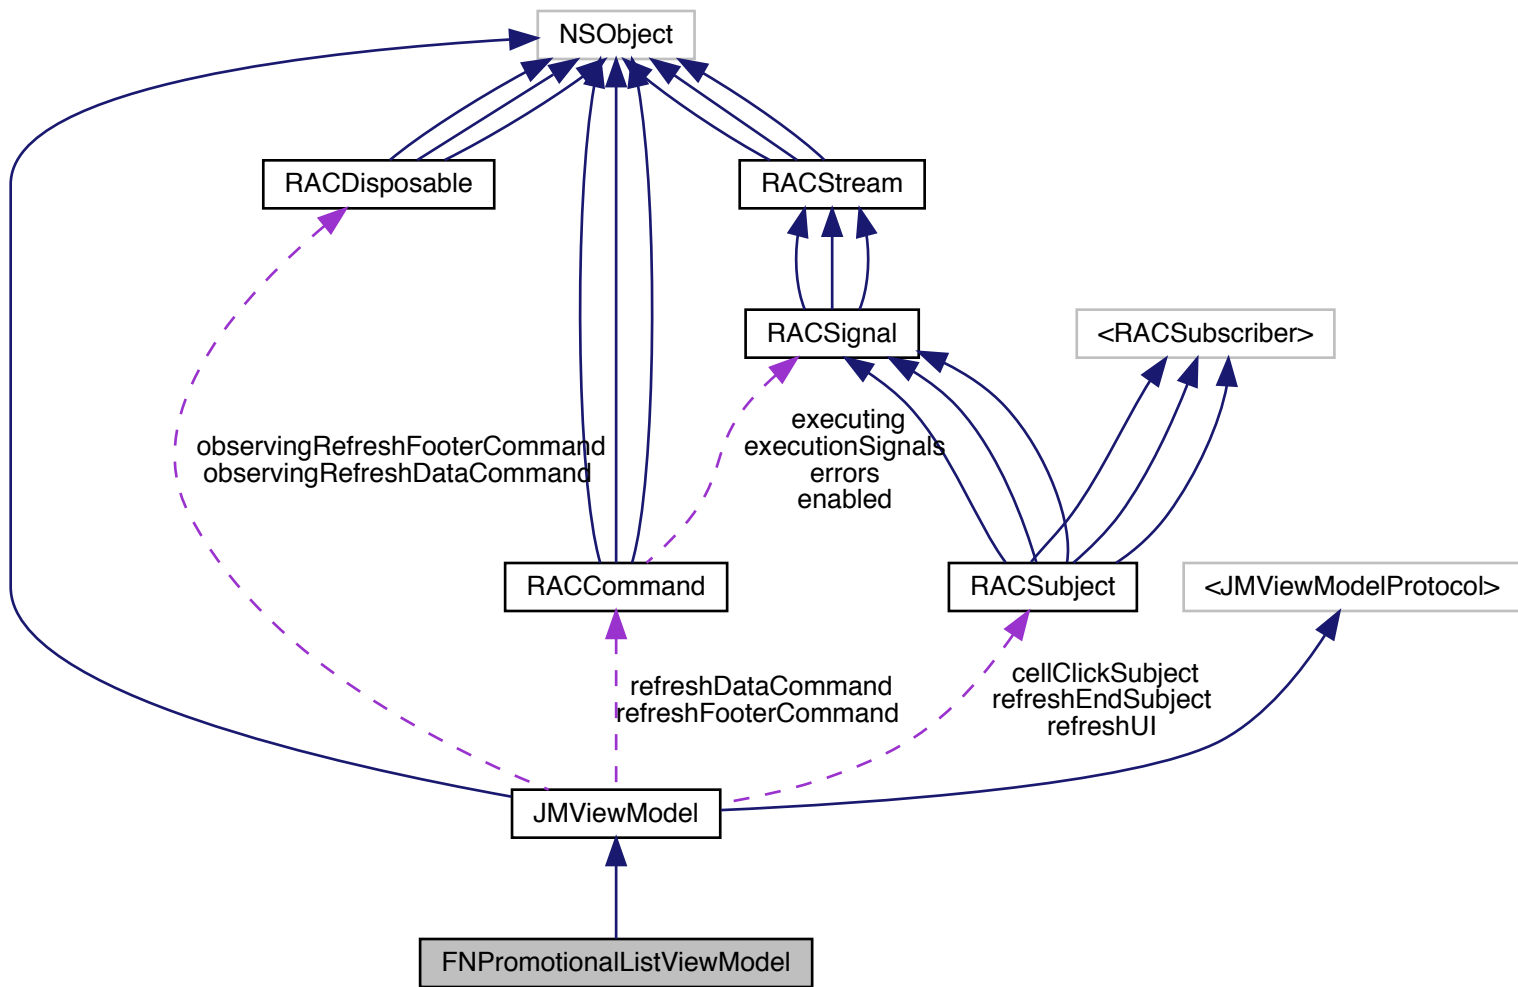 NSObject
RACDisposable
RACStream
RACSignal
<RACSubscriber>
executing
executionSignals
errors
enabled
observingRefreshFooterCommand
observingRefreshDataCommand
RACCommand
RACSubject
<JMViewModelProtocol>
refreshDataCommand
refreshFooterCommand
cellClickSubject
refreshEndSubject
refreshUI
JMViewModel
FNPromotionalListViewModel